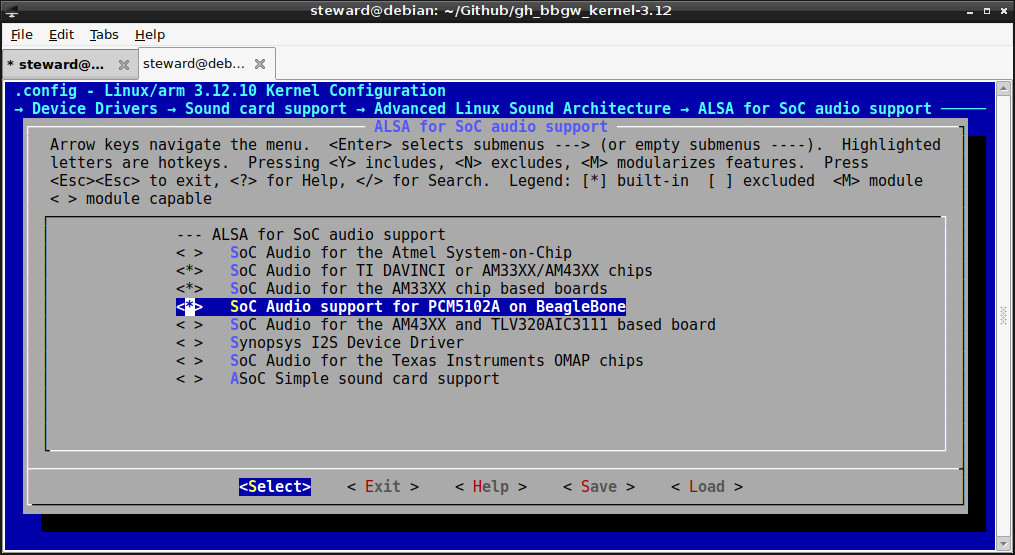 steward@debian: ~/Github/gh_bbgw_kernel-3.12
File Edit Tabs Help
* steward@... steward@deb...
.config - Linux/arm 3.12.10 Kernel Configuration
→ Device Drivers → Sound card support → Advanced Linux Sound Architecture → ALSA for SoC audio support
ALSA for SoC audio support
Arrow keys navigate the menu. <Enter> selects submenus ---> (or empty submenus ----). Highlighted
letters are hotkeys. Pressing <Y> includes, <N> excludes, <M> modularizes features. Press
<Esc><Esc> to exit, <?> for Help, </> for Search. Legend: [*] built-in [ ] excluded <M> module
< > module capable
--- ALSA for SoC audio support
< > SoC Audio for the Atmel System-on-Chip
<*> SoC Audio for TI DAVINCI or AM33XX/AM43XX chips
<*> SoC Audio for the AM33XX chip based boards
<*> SoC Audio support for PCM5102A on BeagleBone
< > SoC Audio for the AM43XX and TLV320AIC3111 based board
< > Synopsys I2S Device Driver
< > SoC Audio for the Texas Instruments OMAP chips
< > ASoC Simple sound card support
<Select> < Exit > < Help > < Save > < Load >